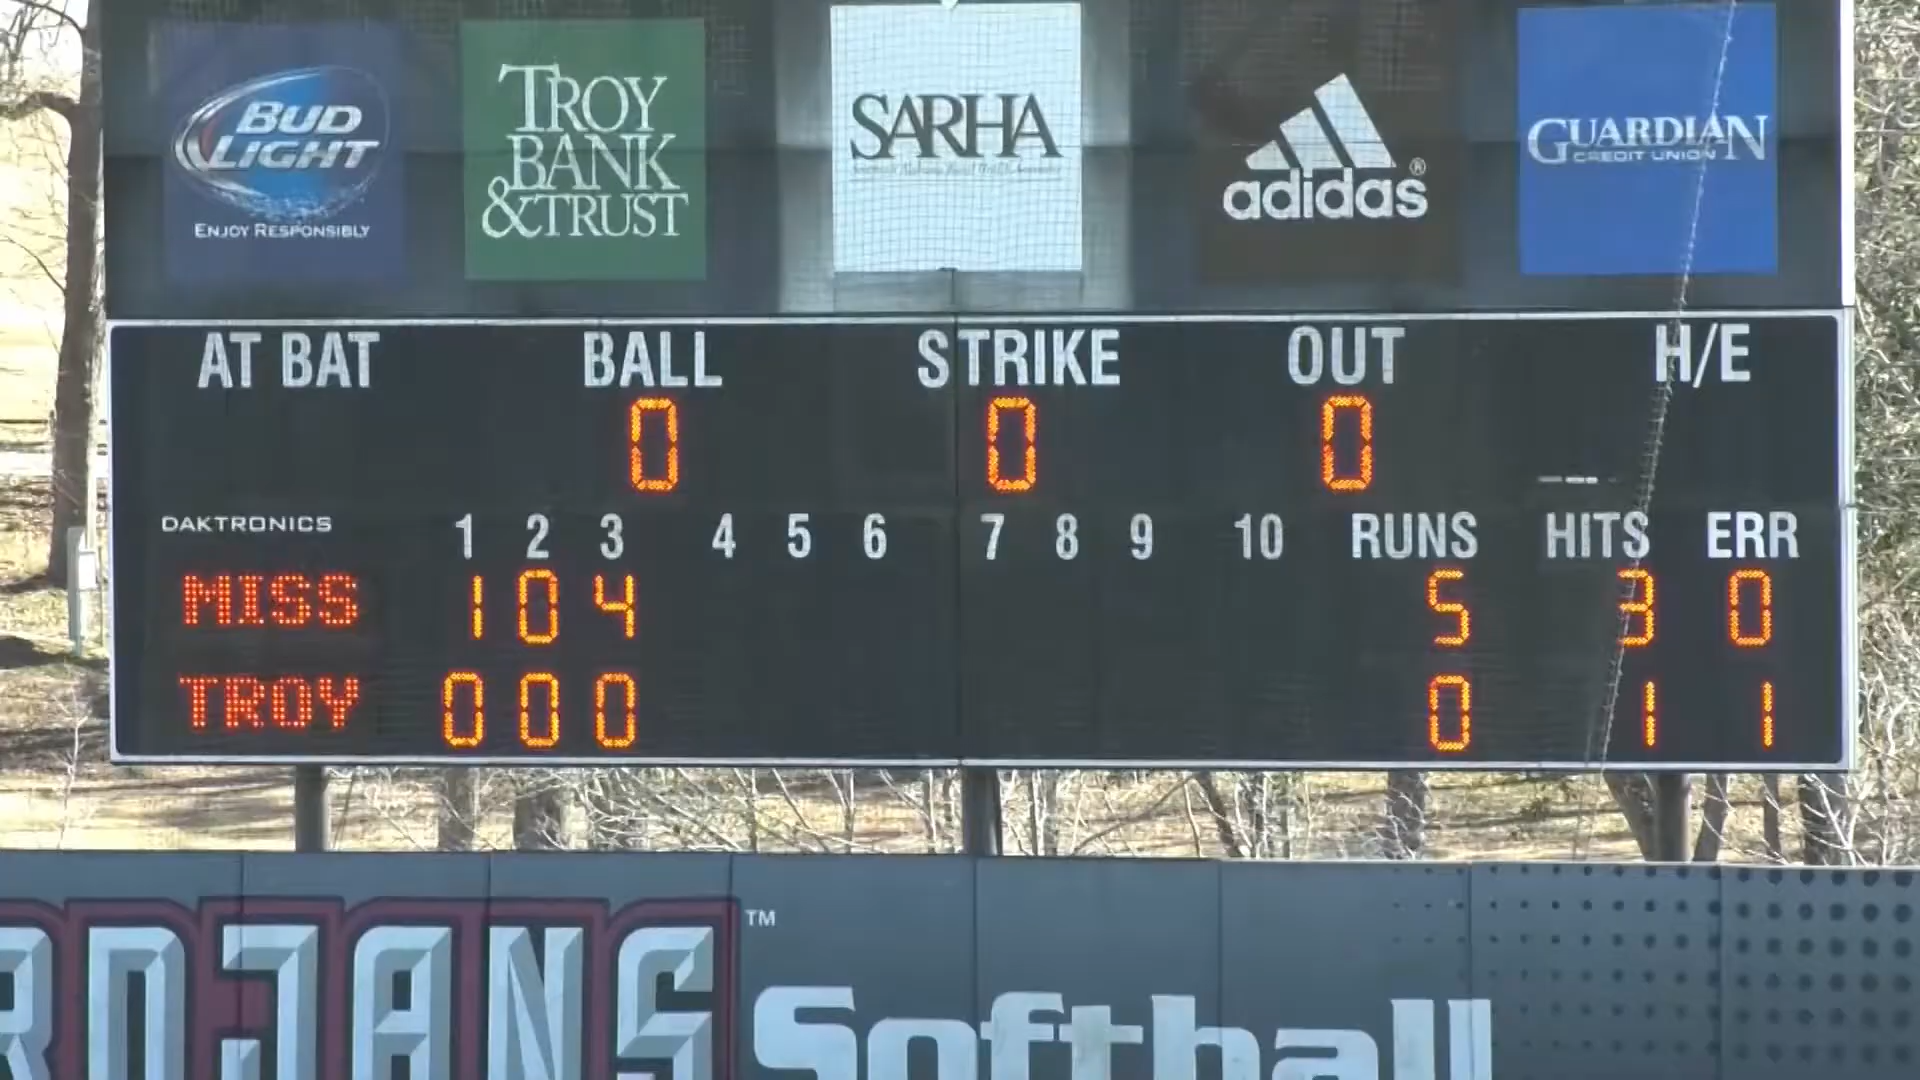 BUD LIGHT
ENJOY RESPONSIBLY
TROY
BANK
&TRUST
SARHA
adidas®
GUARDIAN
CREDIT UNION
AT BAT BALL STRIKE OUT H/E
0 0 0
DAKTRONICS 1 2 3 4 5 6 7 8 9 10 RUNS HITS ERR
MISS 1 0 4 5 3 0
TROY 0 0 0 0 1 1
ROJANS™
Softball